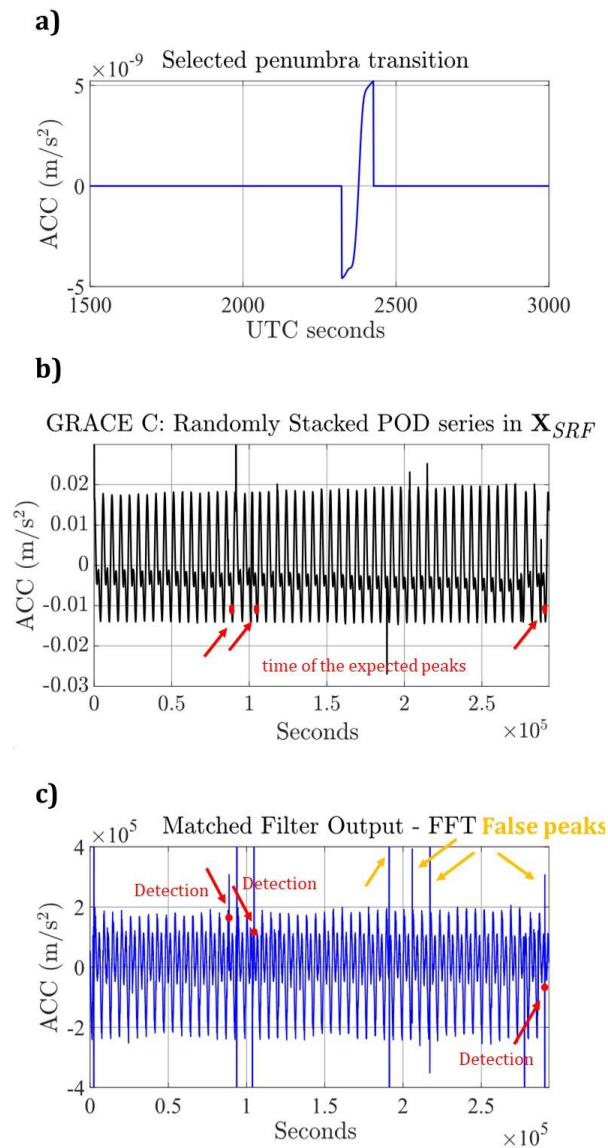 a)
×10⁻⁹
Selected penumbra transition
ACC (m/s²)
5
0
-5
1500
2000
2500
3000
UTC seconds
b)
GRACE C: Randomly Stacked POD series in X_SRF
ACC (m/s²)
0.02
0.01
0
-0.01
-0.02
-0.03
time of the expected peaks
0
0.5
1
1.5
2
2.5
Seconds
×10⁵
c)
×10⁵
Matched Filter Output - FFT False peaks
ACC (m/s²)
4
2
0
-2
-4
Detection
Detection
Detection
0
0.5
1
1.5
2
2.5
Seconds
×10⁵